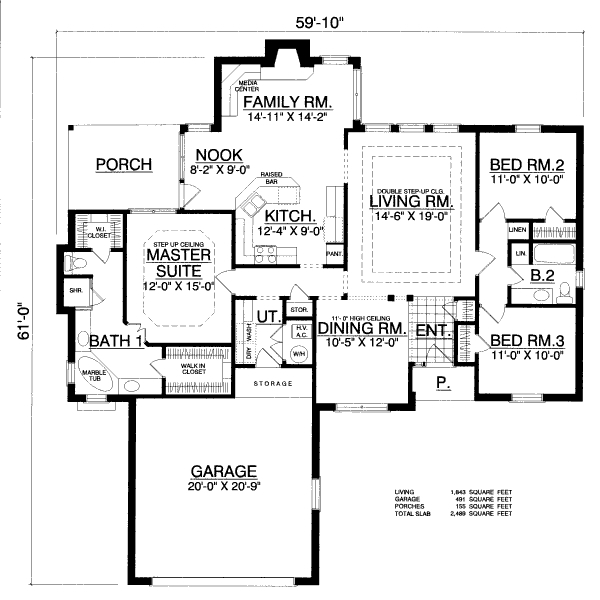 59'-10"
61'-0"
MEDIA
CENTER
FAMILY RM.
14'-11" X 14'-2"
PORCH
NOOK
8'-2" X 9'-0"
RAISED
BAR
KITCH.
12'-4" X 9'-0"
PANT.
DOUBLE STEP-UP CLG.
LIVING RM.
14'-6" X 19'-0"
BED RM.2
11'-0" X 10'-0"
LINEN
LIN.
B.2
W.I.
CLOSET
STEP UP CEILING
MASTER
SUITE
12'-0" X 15'-0"
SHR.
BATH 1
MARBLE
TUB
WALK IN
CLOSET
DRY
WASH
UT.
STOR.
H.V.
A.C.
W/H
STORAGE
11'-0" HIGH CEILING
DINING RM.
10'-5" X 12'-0"
ENT.
P.
BED RM.3
11'-0" X 10'-0"
GARAGE
20'-0" X 20'-9"
LIVING 1,843 SQUARE FEET
GARAGE 491 SQUARE FEET
PORCHES 155 SQUARE FEET
TOTAL SLAB 2,489 SQUARE FEET